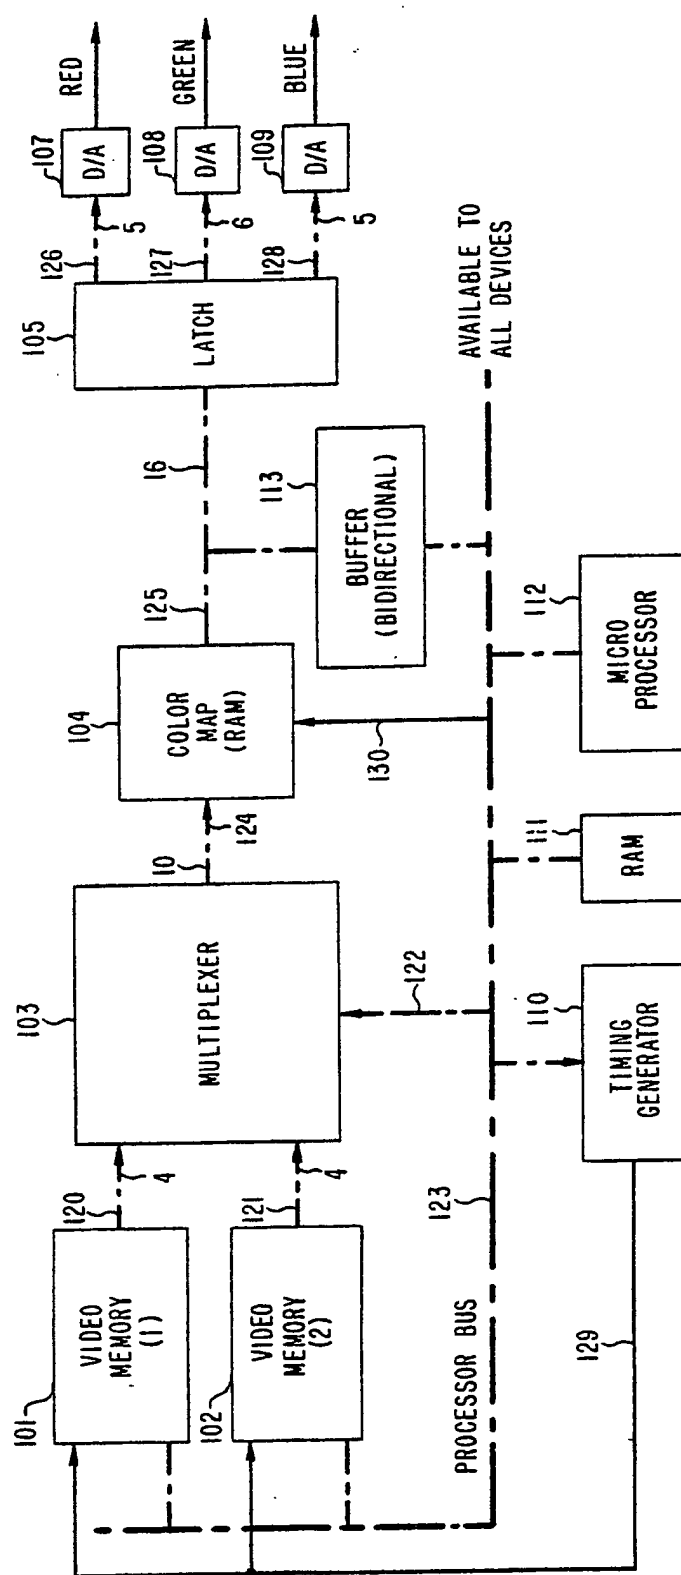 101
VIDEO
MEMORY
(1)
120
4
102
VIDEO
MEMORY
(2)
121
4
103
MULTIPLEXER
122
10
124
104
COLOR
MAP
(RAM)
130
125
16
113
BUFFER
(BIDIRECTIONAL)
105
LATCH
126
5
127
6
128
5
107
D/A
RED
108
D/A
GREEN
109
D/A
BLUE
PROCESSOR BUS
123
AVAILABLE TO
ALL DEVICES
129
110
TIMING
GENERATOR
111
RAM
112
MICRO
PROCESSOR